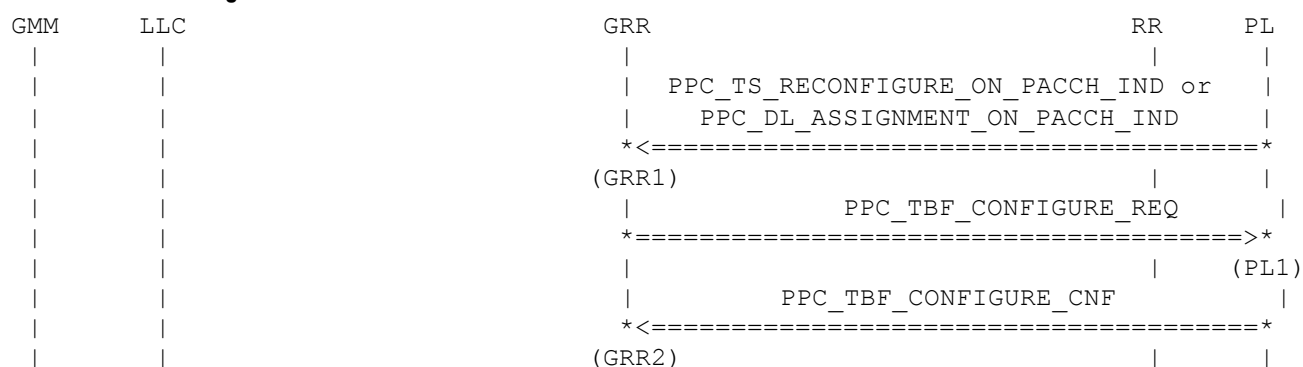 GMM LLC GRR RR PL
PPC_TS_RECONFIGURE_ON_PACCH_IND or
PPC_DL_ASSIGNMENT_ON_PACCH_IND
*<======================================*
(GRR1)
PPC_TBF_CONFIGURE_REQ
*======================================>*
(PL1)
PPC_TBF_CONFIGURE_CNF
*<======================================*
(GRR2)